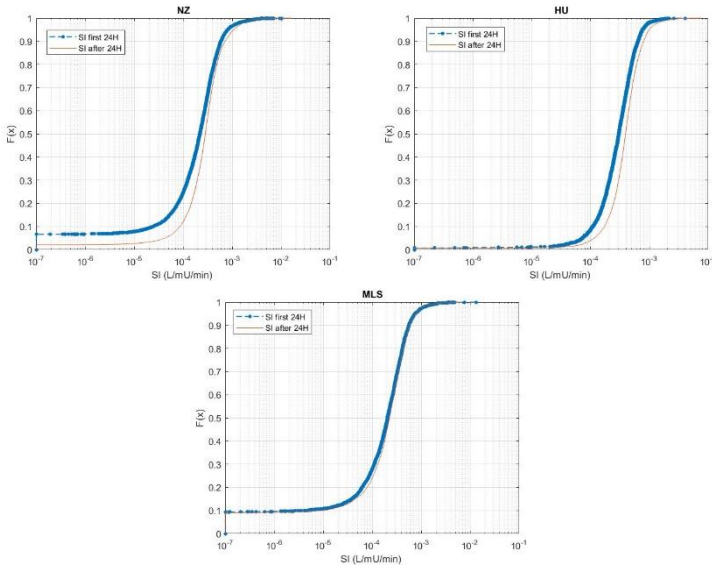 NZ
SI first 24H
SI after 24H
1
0.9
0.8
0.7
0.6
0.5
0.4
0.3
0.2
0.1
0
F(x)
10-7 10-6 10-5 10-4 10-3 10-2 10-1
SI (L/mU/min)
HU
SI first 24H
SI after 24H
1
0.9
0.8
0.7
0.6
0.5
0.4
0.3
0.2
0.1
0
F(x)
10-7 10-6 10-5 10-4 10-3 10-2
SI (L/mU/min)
MLS
SI first 24H
SI after 24H
1
0.9
0.8
0.7
0.6
0.5
0.4
0.3
0.2
0.1
0
F(x)
10-7 10-6 10-5 10-4 10-3 10-2 10-1
SI (L/mU/min)